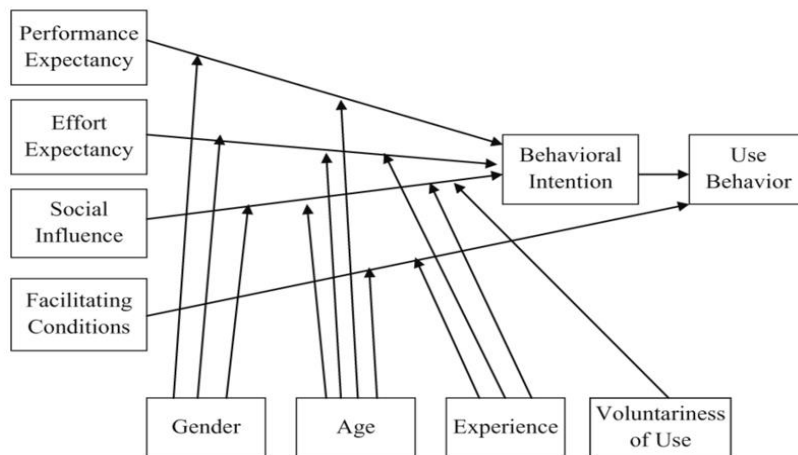 Performance
Expectancy
Effort
Expectancy
Social
Influence
Facilitating
Conditions
Behavioral
Intention
Use
Behavior
Gender
Age
Experience
Voluntariness
of Use